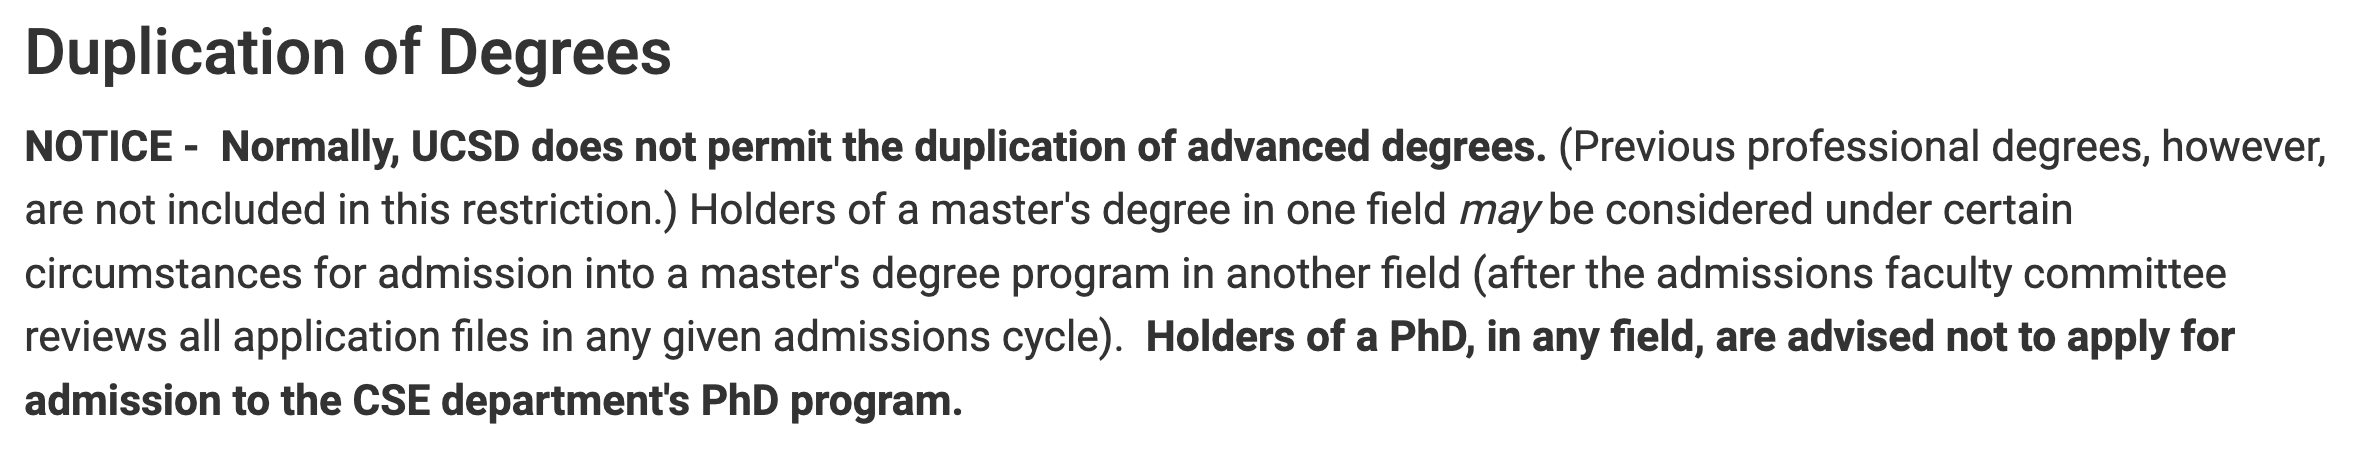 Duplication of Degrees
NOTICE -  Normally, UCSD does not permit the duplication of advanced degrees. (Previous professional degrees, however,
are not included in this restriction.) Holders of a master's degree in one field may be considered under certain
circumstances for admission into a master's degree program in another field (after the admissions faculty committee
reviews all application files in any given admissions cycle).  Holders of a PhD, in any field, are advised not to apply for
admission to the CSE department's PhD program.